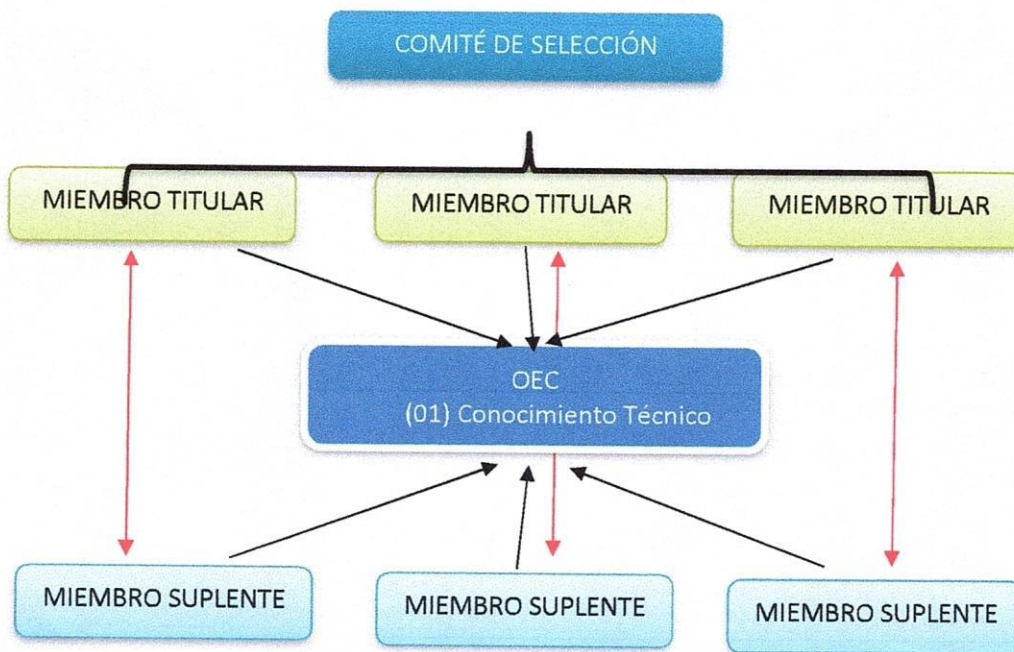 COMITÉ DE SELECCIÓN
MIEMBRO TITULAR
MIEMBRO TITULAR
MIEMBRO TITULAR
OEC
(01) Conocimiento Técnico
MIEMBRO SUPLENTE
MIEMBRO SUPLENTE
MIEMBRO SUPLENTE